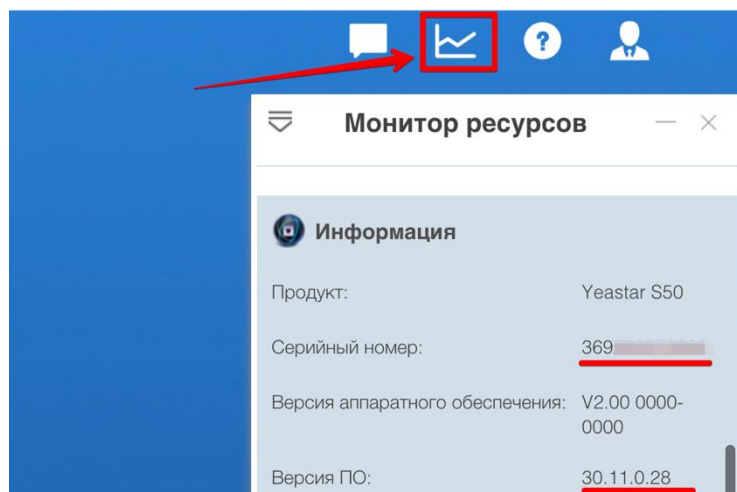 Монитор ресурсов
Информация
Продукт: Yeastar S50
Серийный номер: 369
Версия аппаратного обеспечения: V2.00 0000-
0000
Версия ПО: 30.11.0.28